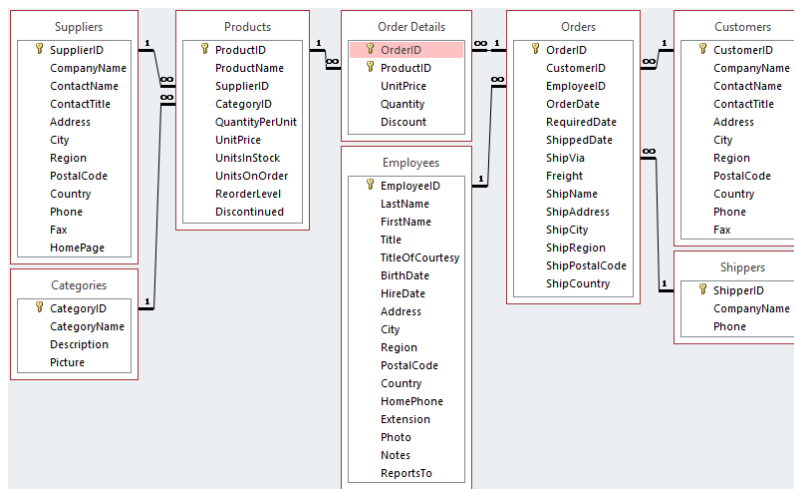 Suppliers
SupplierID
CompanyName
ContactName
ContactTitle
Address
City
Region
PostalCode
Country
Phone
Fax
HomePage
Categories
CategoryID
CategoryName
Description
Picture
Products
ProductID
ProductName
SupplierID
CategoryID
QuantityPerUnit
UnitPrice
UnitsInStock
UnitsOnOrder
ReorderLevel
Discontinued
Order Details
OrderID
ProductID
UnitPrice
Quantity
Discount
Employees
EmployeeID
LastName
FirstName
Title
TitleOfCourtesy
BirthDate
HireDate
Address
City
Region
PostalCode
Country
HomePhone
Extension
Photo
Notes
ReportsTo
Orders
OrderID
CustomerID
EmployeeID
OrderDate
RequiredDate
ShippedDate
ShipVia
Freight
ShipName
ShipAddress
ShipCity
ShipRegion
ShipPostalCode
ShipCountry
Customers
CustomerID
CompanyName
ContactName
ContactTitle
Address
City
Region
PostalCode
Country
Phone
Fax
Shippers
ShipperID
CompanyName
Phone
1
∞
∞
1
1
∞
∞
1
∞
1
∞
1
∞
1